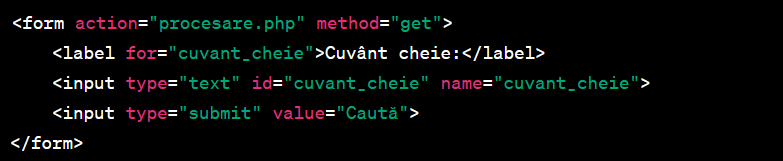 <form action="procesare.php" method="get">
    <label for="cuvant_cheie">Cuvânt cheie:</label>
    <input type="text" id="cuvant_cheie" name="cuvant_cheie">
    <input type="submit" value="Caută">
</form>